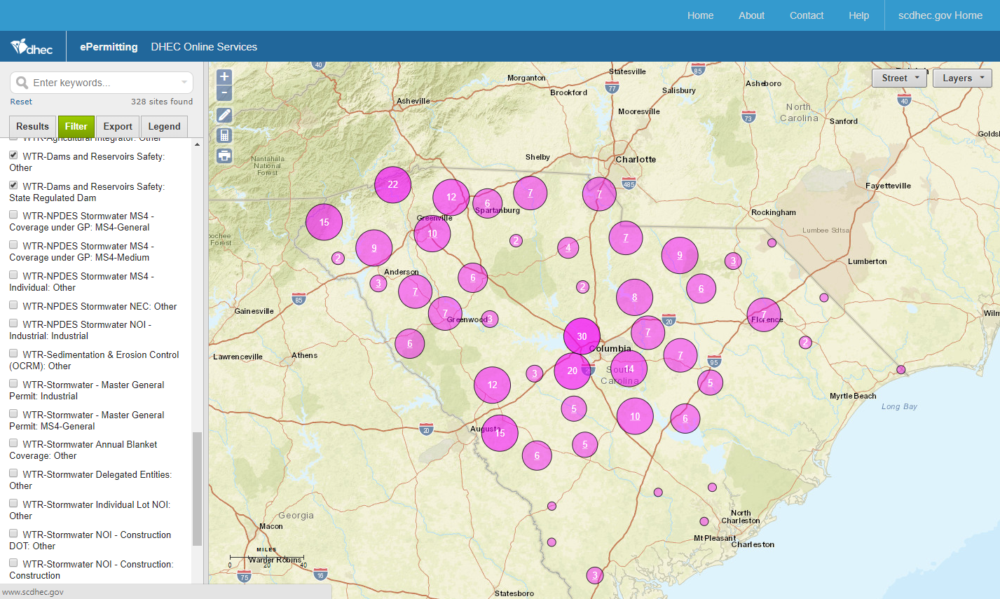 Home About Contact Help scdhec.gov Home
dhec ePermitting DHEC Online Services
Enter keywords...
Reset 328 sites found
Results Filter Export Legend
WTR-Agricultural Integrator: Other
WTR-Dams and Reservoirs Safety:
Other
WTR-Dams and Reservoirs Safety:
State Regulated Dam
WTR-NPDES Stormwater MS4 -
Coverage under GP: MS4-General
WTR-NPDES Stormwater MS4 -
Coverage under GP: MS4-Medium
WTR-NPDES Stormwater MS4 -
Individual: Other
WTR-NPDES Stormwater NEC: Other
WTR-NPDES Stormwater NOI -
Industrial: Industrial
WTR-Sedimentation & Erosion Control
(OCRM): Other
WTR-Stormwater - Master General
Permit: Industrial
WTR-Stormwater - Master General
Permit: MS4-General
WTR-Stormwater Annual Blanket
Coverage: Other
WTR-Stormwater Delegated Entities:
Other
WTR-Stormwater Individual Lot NOI:
Other
WTR-Stormwater NOI - Construction
DOT: Other
WTR-Stormwater NOI - Construction:
Construction
www.scdhec.gov
+
-
Street Layers
40
Morganton
Statesville
85
Brookford
77
Salisbury
Asheboro
40
Asheville
Mooresville
North
Carolina
73
Sanford
Goldsb
Nantahala
National
Forest
Shelby
Charlotte
485
Fayetteville
22
12
6
7
7
Spartanburg
Rockingham
15
Greenville
10
Lumbee Sdtsa
oochee
Forest
9
2
2
4
7
9
3
Lumberton
Anderson
3
7
6
2
8
6
85
Gainesville
7
Greenwood
3
20
7
Florence
Wilm
6
30
7
2
Lawrenceville
Athens
Columbia
7
95
12
3
20
14
South
Carolina
5
Myrtle Beach
Long Bay
5
10
6
20
Augusta
15
6
5
Georgia
Macon
North
Charleston
Mt Pleasant
Charleston
MILES
0 20 40
Warner Robins
75
16
3
Statesboro